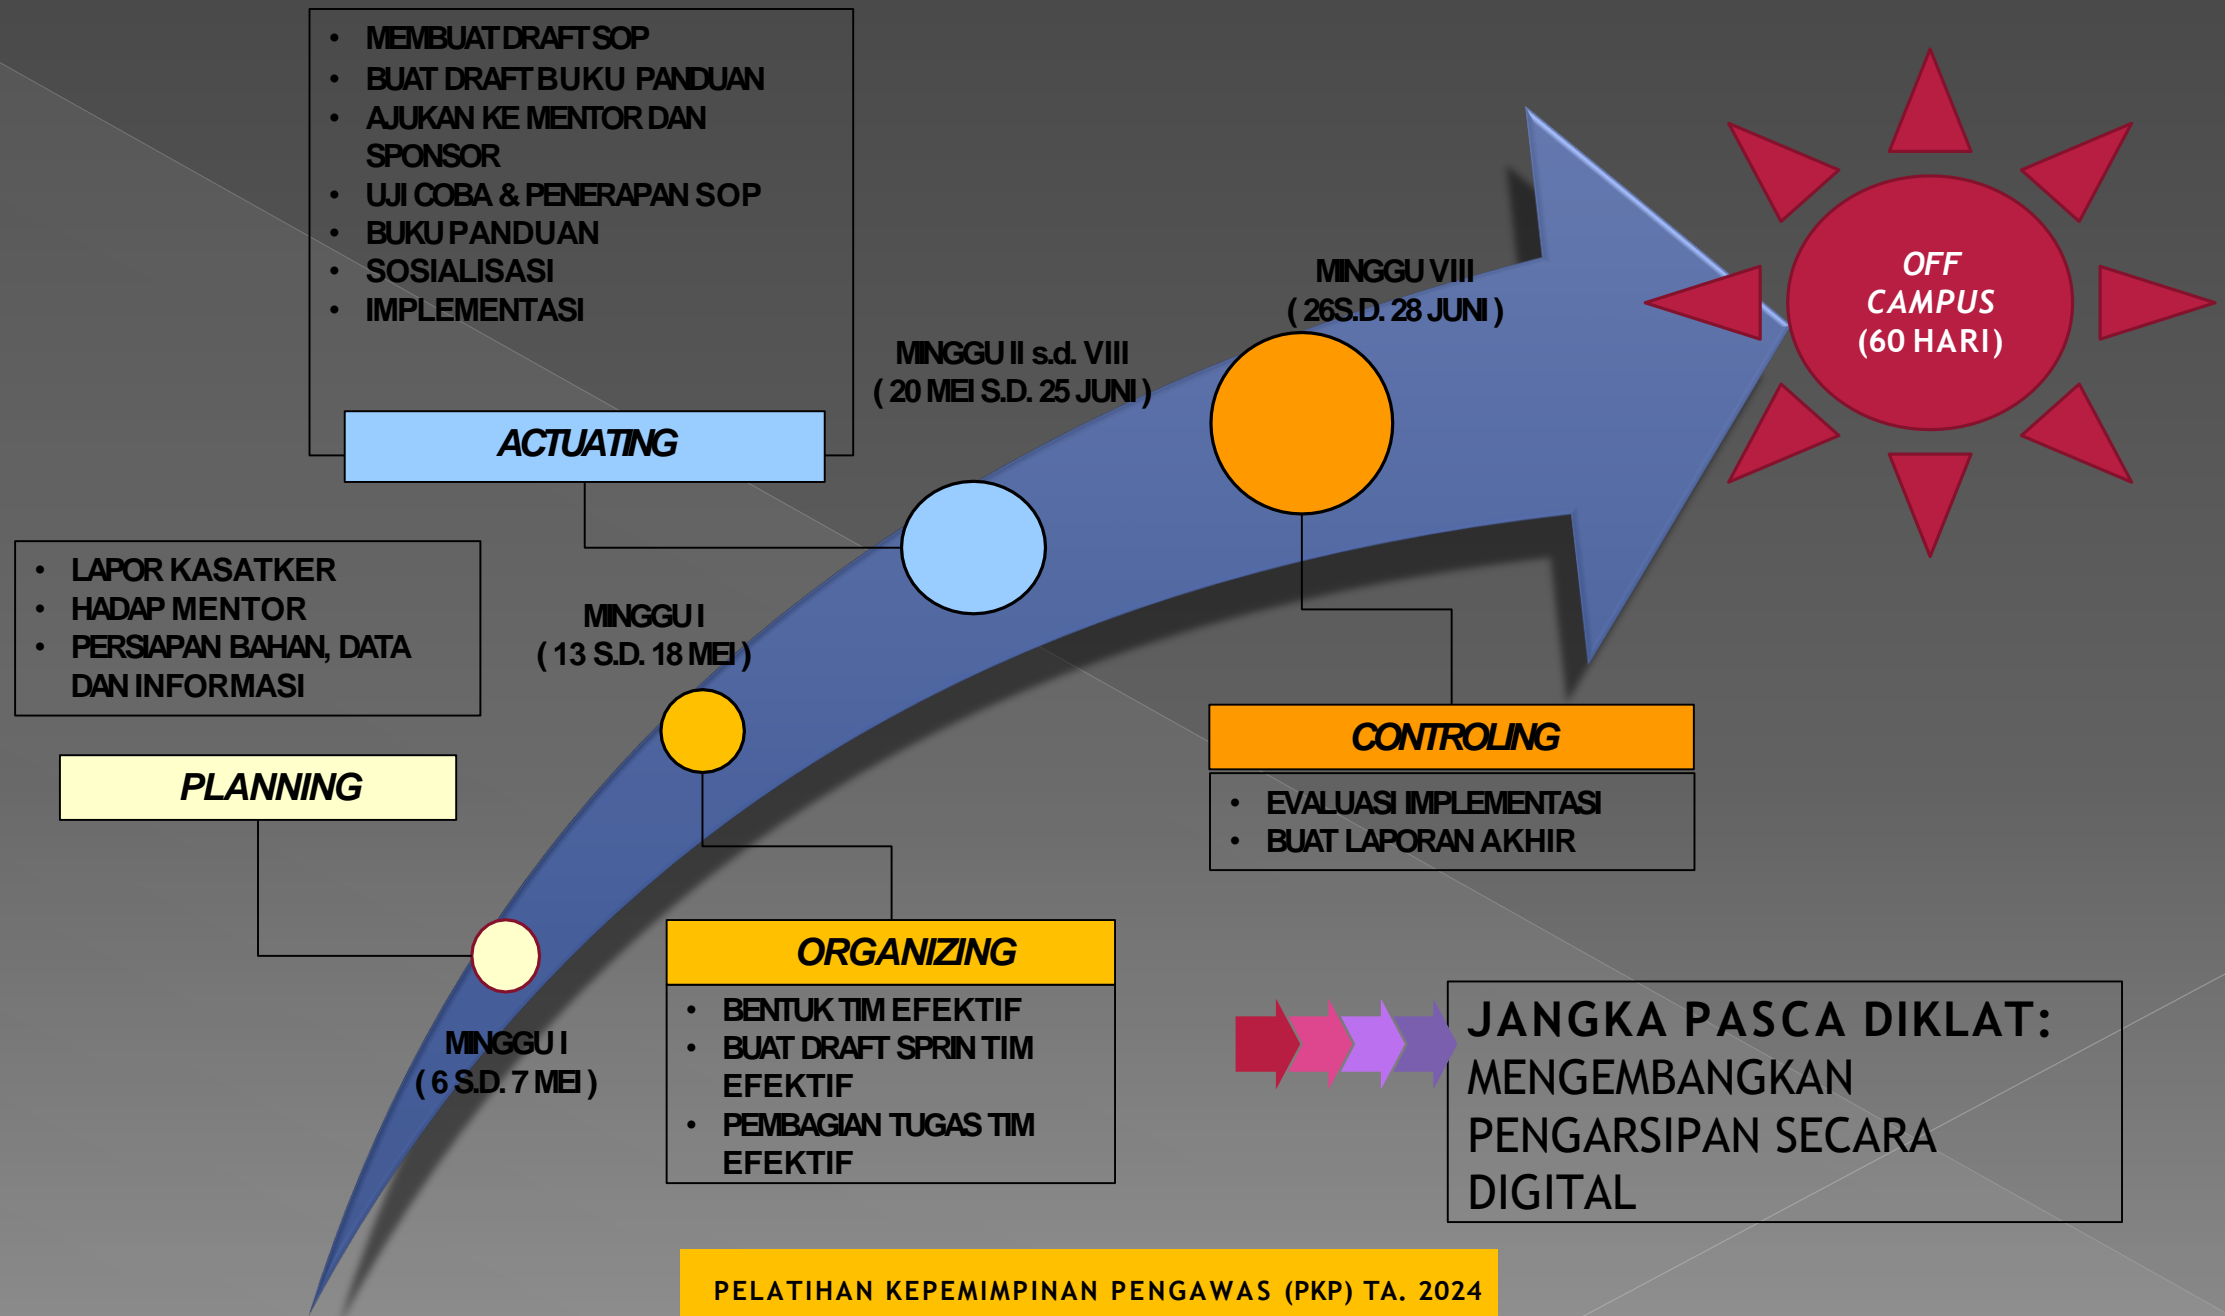 • MEMBUAT DRAFT SOP
• BUAT DRAFT BUKU PANDUAN
• AJUKAN KE MENTOR DAN
SPONSOR
• UJI COBA & PENERAPAN SOP
• BUKU PANDUAN
• SOSIALISASI
• IMPLEMENTASI
ACTUATING
MINGGU II s.d. VIII
( 20 MEI S.D. 25 JUNI )
MINGGU VIII
( 26S.D. 28 JUNI )
OFF
CAMPUS
(60 HARI)
• LAPOR KASATKER
• HADAP MENTOR
• PERSIAPAN BAHAN, DATA
DAN INFORMASI
PLANNING
MINGGU I
( 13 S.D. 18 MEI )
MINGGU I
( 6 S.D. 7 MEI )
ORGANIZING
• BENTUK TIM EFEKTIF
• BUAT DRAFT SPRIN TIM
EFEKTIF
• PEMBAGIAN TUGAS TIM
EFEKTIF
CONTROLING
• EVALUASI IMPLEMENTASI
• BUAT LAPORAN AKHIR
JANGKA PASCA DIKLAT:
MENGEMBANGKAN
PENGARSIPAN SECARA
DIGITAL
PELATIHAN KEPEMIMPINAN PENGAWAS (PKP) TA. 2024